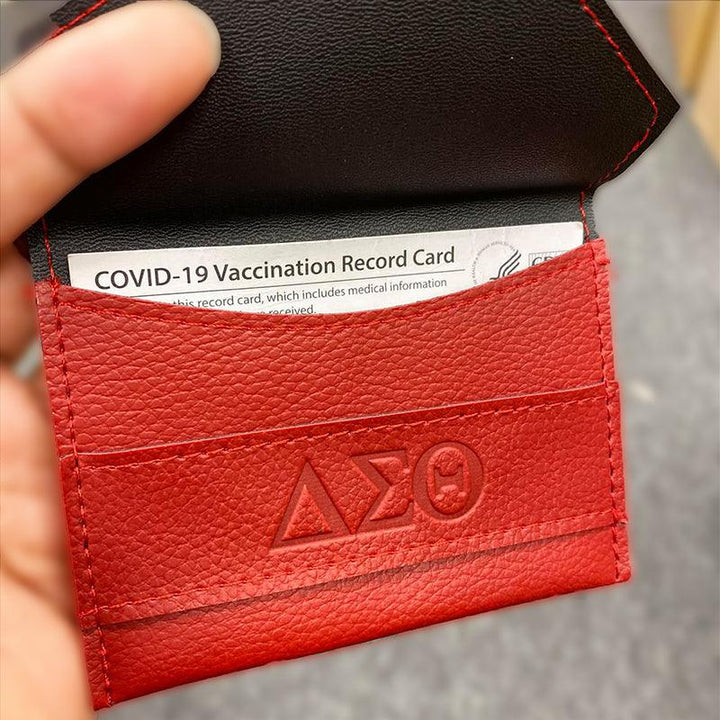 COVID-19 Vaccination Record Card
this record card, which includes medical information
received.
ΔΣΘ